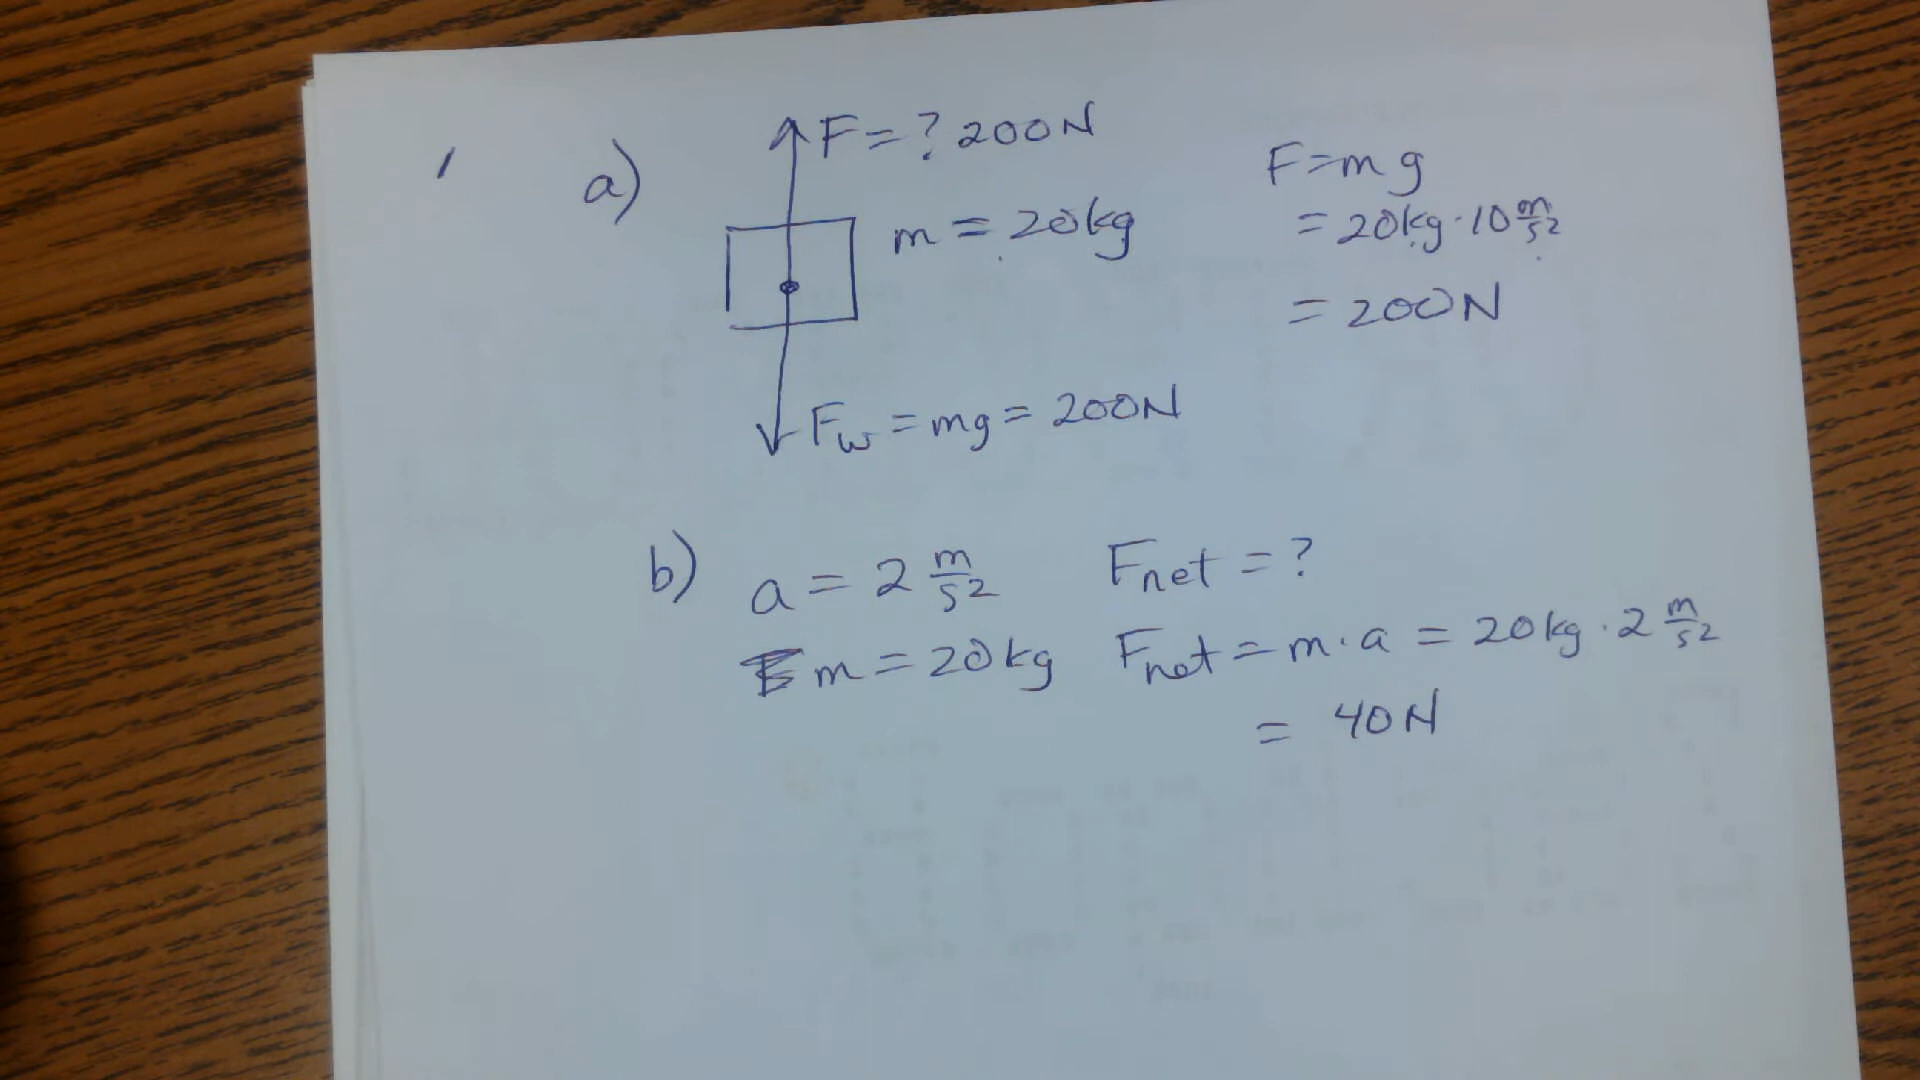 a)
F = ? 200N
m = 20kg
F = mg
= 20kg · 10 m/s2
= 200N
Fw = mg = 200N
b)
a = 2 m/s2
Fnet = ?
m = 20kg
Fnet = m · a = 20kg · 2 m/s2
= 40N